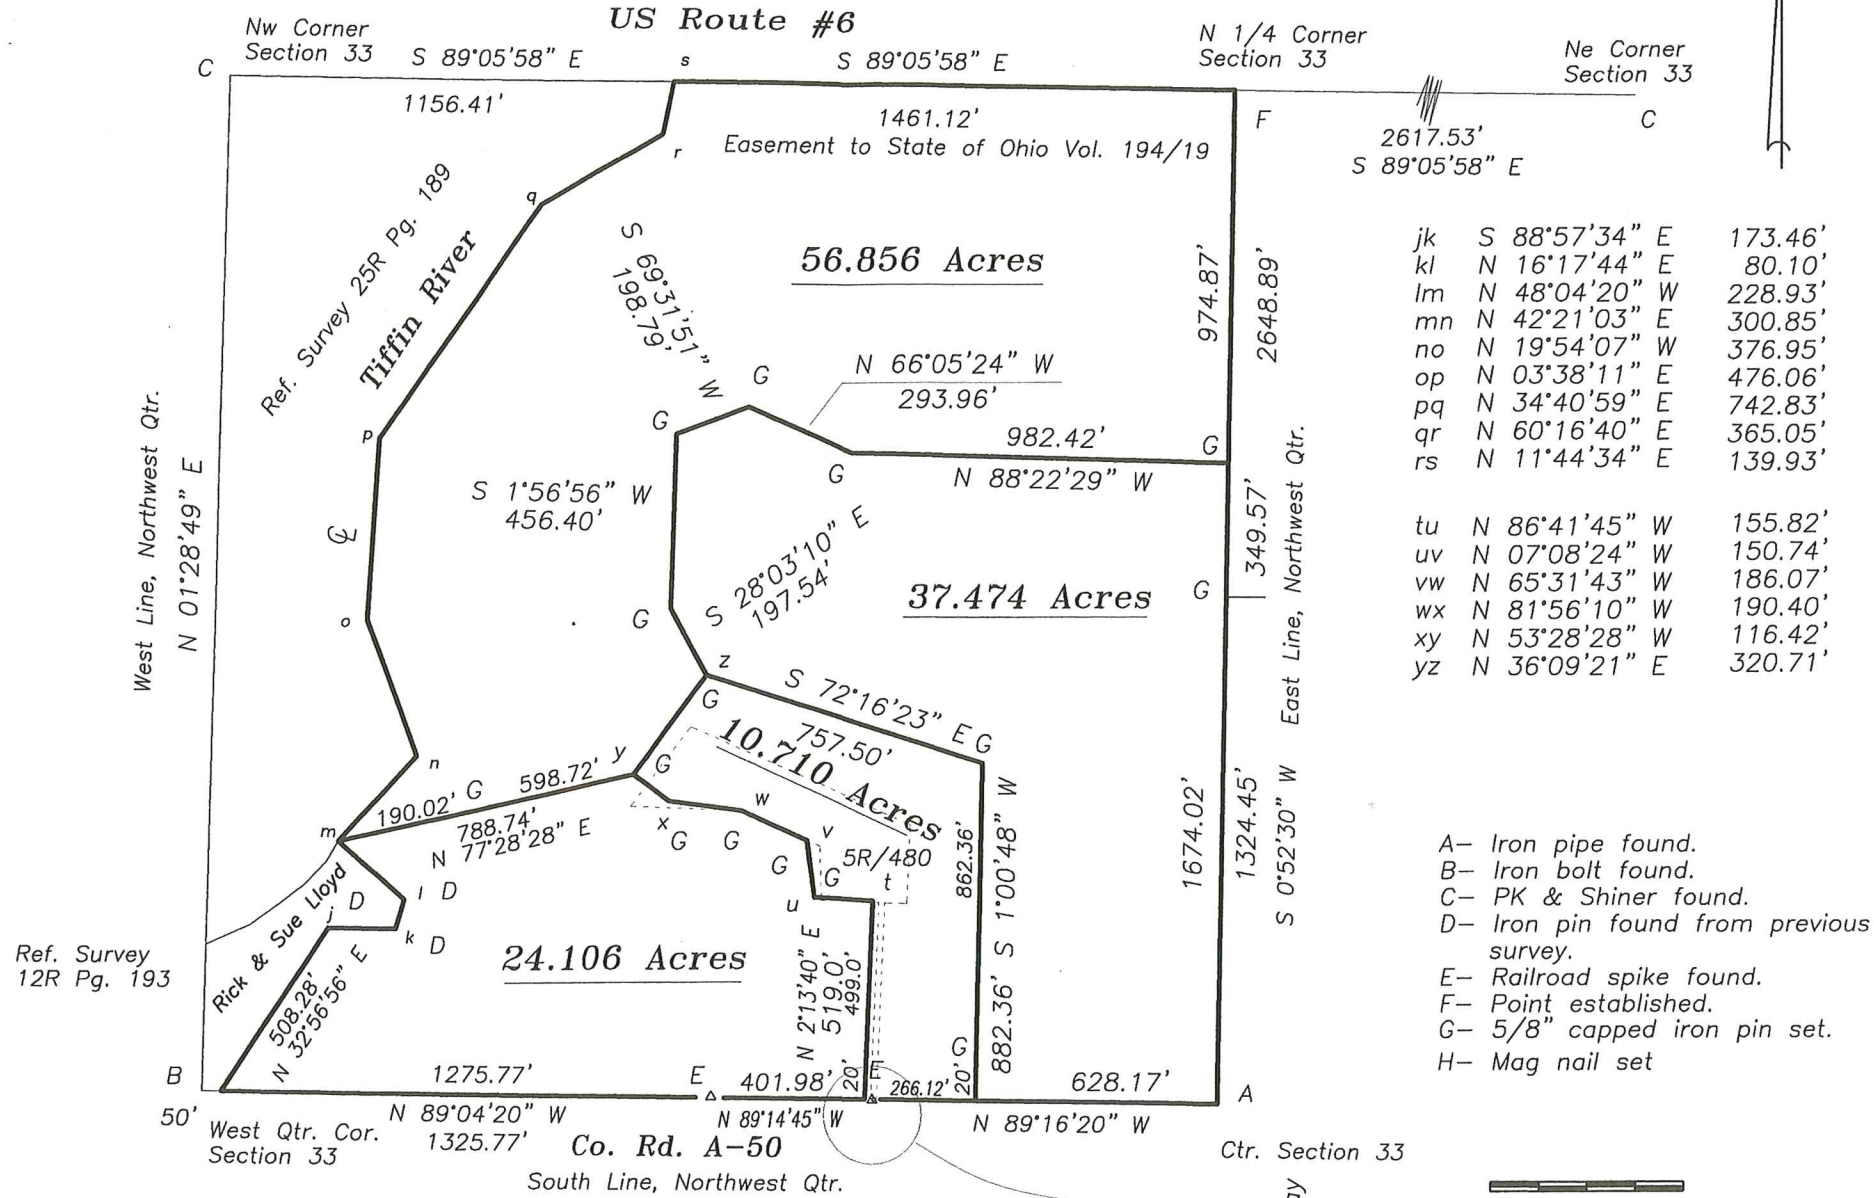 US Route #6
Nw Corner
Section 33
S 89°05'58" E
s
S 89°05'58" E
N 1/4 Corner
Section 33
Ne Corner
Section 33
C
1156.41'
1461.12'
F
C
r
Easement to State of Ohio Vol. 194/19
2617.53'
S 89°05'58" E
q
Ref. Survey 25R Pg. 189
Tiffin River
S 69°31'51" W
198.79'
56.856 Acres
974.87'
2648.89'
jk S 88°57'34" E 173.46'
kl N 16°17'44" E 80.10'
lm N 48°04'20" W 228.93'
mn N 42°21'03" E 300.85'
no N 19°54'07" W 376.95'
op N 03°38'11" E 476.06'
pq N 34°40'59" E 742.83'
qr N 60°16'40" E 365.05'
rs N 11°44'34" E 139.93'
tu N 86°41'45" W 155.82'
uv N 07°08'24" W 150.74'
vw N 65°31'43" W 186.07'
wx N 81°56'10" W 190.40'
xy N 53°28'28" W 116.42'
yz N 36°09'21" E 320.71'
G
N 66°05'24" W
293.96'
G
p
982.42'
G
G
N 88°22'29" W
West Line, Northwest Qtr.
N 01°28'49" E
S 1°56'56" W
456.40'
℄
S 28°03'10" E
197.54'
349.57'
East Line, Northwest Qtr.
S 0°52'30" W
37.474 Acres
G
o
G
z
G
S 72°16'23" E
757.50'
G
10.710 Acres
n
y
G
190.02'
G
598.72'
788.74'
N 77°28'28" E
m
w
x
G
G
v
G
5R/480
G
t
u
862.36'
882.36' S 1°00'48" W
1674.02'
1324.45'
Rick & Sue Lloyd
j
D
l D
k D
Ref. Survey
12R Pg. 193
24.106 Acres
508.28'
N 32°56'56" E
N 2°13'40" E
519.0'
499.0'
20'
G
20'
A– Iron pipe found.
B– Iron bolt found.
C– PK & Shiner found.
D– Iron pin found from previous
survey.
E– Railroad spike found.
F– Point established.
G– 5/8" capped iron pin set.
H– Mag nail set
B
1275.77'
E
401.98'
E
266.12'
628.17'
A
50'
N 89°04'20" W
1325.77'
N 89°14'45" W
N 89°16'20" W
West Qtr. Cor.
Section 33
Co. Rd. A-50
Ctr. Section 33
South Line, Northwest Qtr.